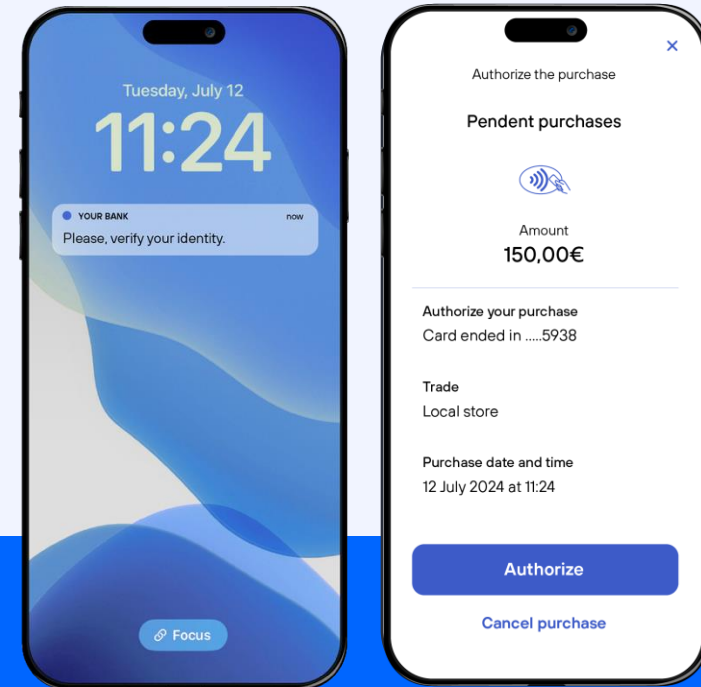 Tuesday, July 12
11:24
YOUR BANK now
Please, verify your identity.
Focus
Authorize the purchase
Pendent purchases
Amount
150,00€
Authorize your purchase
Card ended in .....5938
Trade
Local store
Purchase date and time
12 July 2024 at 11:24
Authorize
Cancel purchase